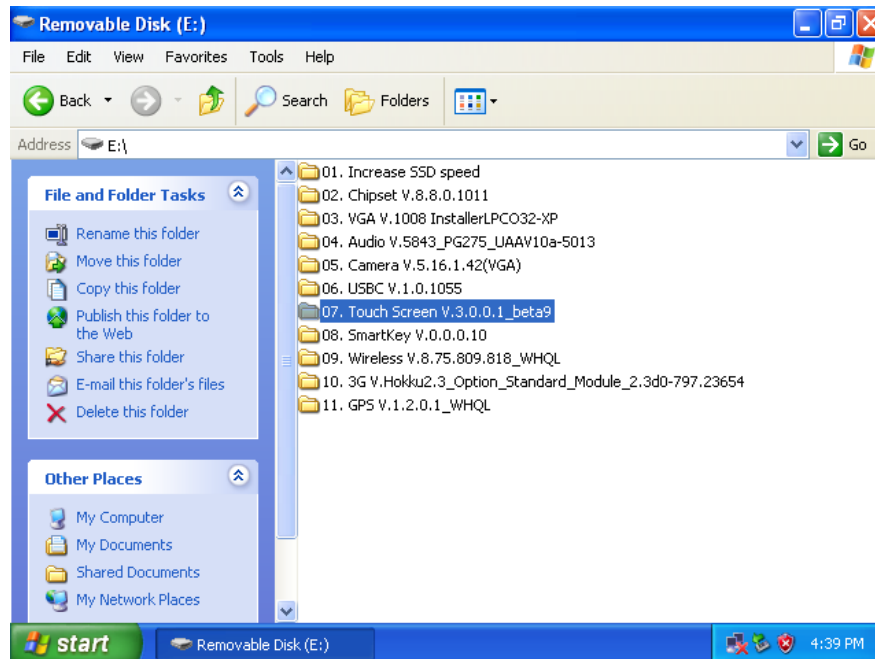 Removable Disk (E:)
File Edit View Favorites Tools Help
Back Search Folders
Address E:\ Go
File and Folder Tasks
Rename this folder
Move this folder
Copy this folder
Publish this folder to
the Web
Share this folder
E-mail this folder's files
Delete this folder
Other Places
My Computer
My Documents
Shared Documents
My Network Places
01. Increase SSD speed
02. Chipset V.8.8.0.1011
03. VGA V.1008 InstallerLPCO32-XP
04. Audio V.5843_PG275_UAAV10a-5013
05. Camera V.5.16.1.42(VGA)
06. USBC V.1.0.1055
07. Touch Screen V.3.0.0.1_beta9
08. SmartKey V.0.0.0.10
09. Wireless V.8.75.809.818_WHQL
10. 3G V.Hokku2.3_Option_Standard_Module_2.3d0-797.23654
11. GPS V.1.2.0.1_WHQL
start Removable Disk (E:) 4:39 PM